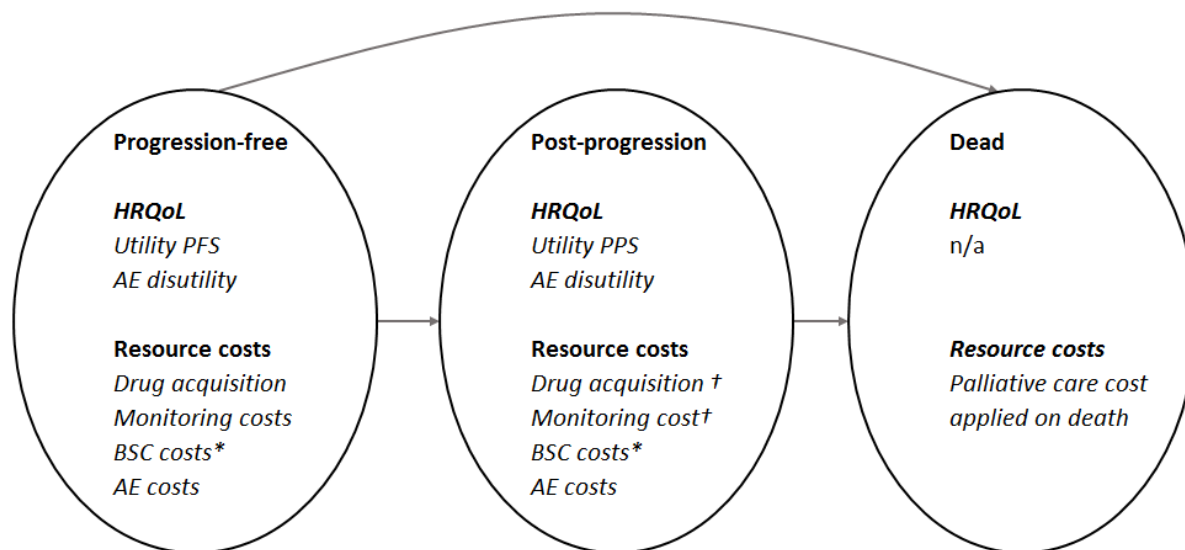 Progression-free
HRQoL
Utility PFS
AE disutility
Resource costs
Drug acquisition
Monitoring costs
BSC costs*
AE costs
Post-progression
HRQoL
Utility PPS
AE disutility
Resource costs
Drug acquisition †
Monitoring cost†
BSC costs*
AE costs
Dead
HRQoL
n/a
Resource costs
Palliative care cost
applied on death